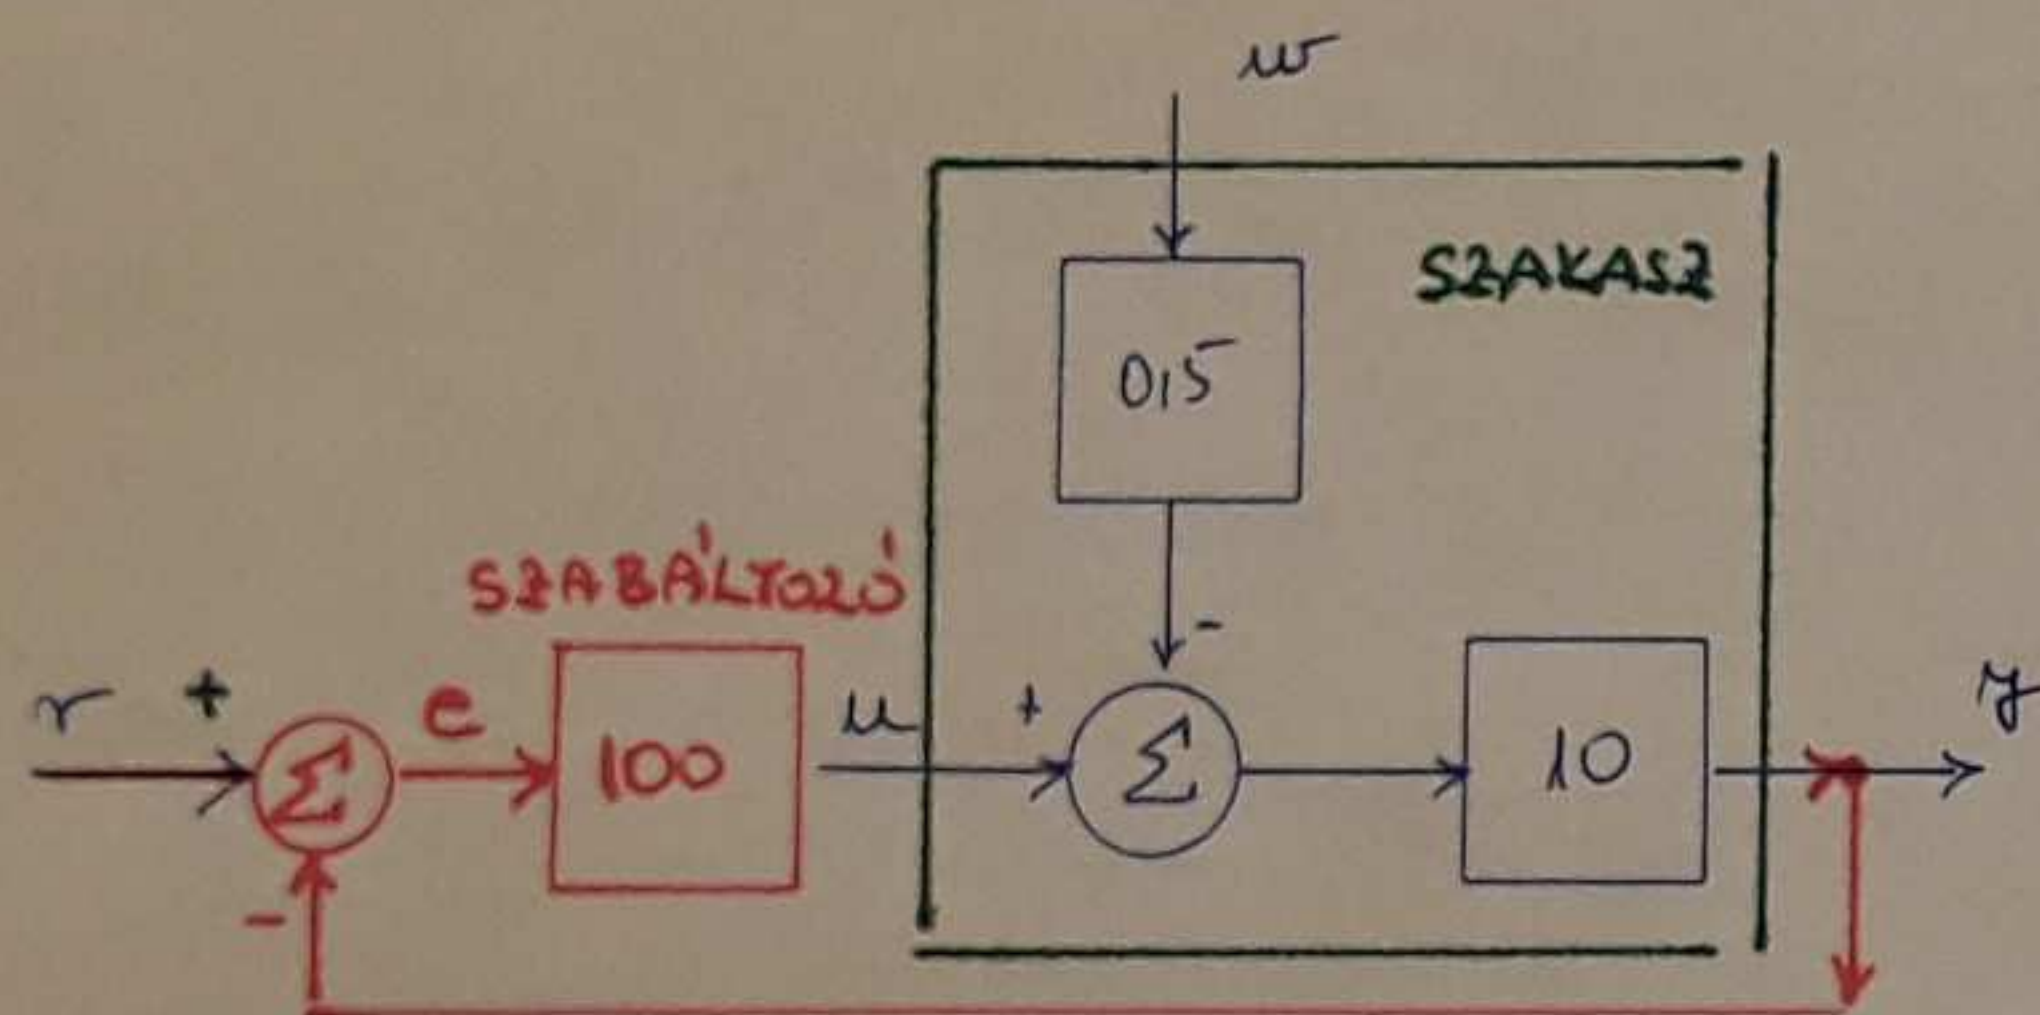 w
SZAKASZ
0,5
SZABÁLYOZÓ
-
r + e u + y
Σ 100 Σ 10
-